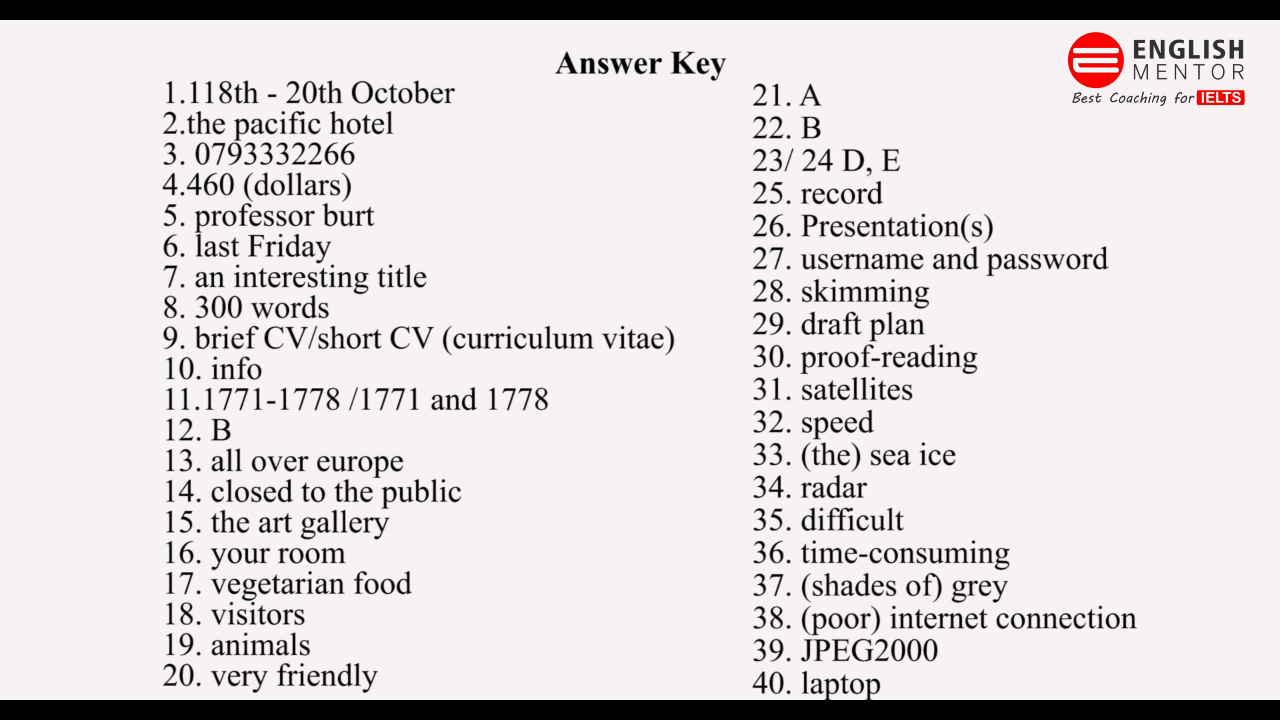 Answer Key
ENGLISH
MENTOR
Best Coaching for IELTS
1.118th - 20th October
2.the pacific hotel
3. 0793332266
4.460 (dollars)
5. professor burt
6. last Friday
7. an interesting title
8. 300 words
9. brief CV/short CV (curriculum vitae)
10. info
11.1771-1778 /1771 and 1778
12. B
13. all over europe
14. closed to the public
15. the art gallery
16. your room
17. vegetarian food
18. visitors
19. animals
20. very friendly
21. A
22. B
23/ 24 D, E
25. record
26. Presentation(s)
27. username and password
28. skimming
29. draft plan
30. proof-reading
31. satellites
32. speed
33. (the) sea ice
34. radar
35. difficult
36. time-consuming
37. (shades of) grey
38. (poor) internet connection
39. JPEG2000
40. laptop